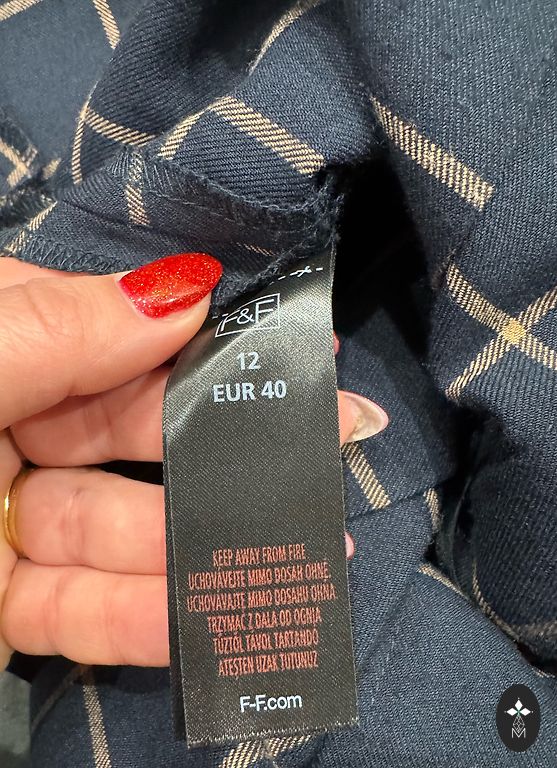 F&F
12
EUR 40
KEEP AWAY FROM FIRE
UCHOVÁVEJTE MIMO DOSAH OHNĚ.
UCHOVÁVAJTE MIMO DOSAHU OHŇA
TRZYMAĆ Z DALA OD OGNIA
TŰZTŐL TÁVOL TARTANDÓ
ATEŞTEN UZAK TUTUNUZ
F-F.com